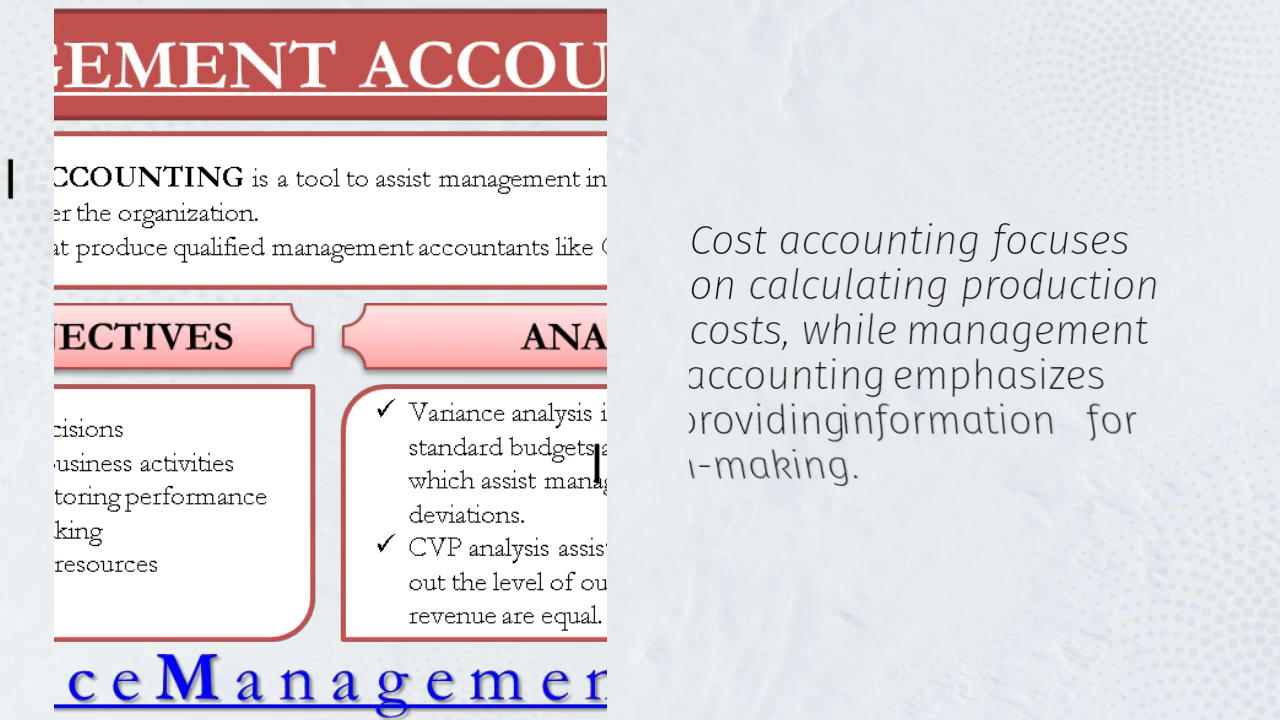 GEMENT ACCOU
CCOUNTING is a tool to assist management in
er the organization.
at produce qualified management accountants like
JECTIVES
ANA
cisions
usiness activities
toring performance
king
resources
Variance analysis i
standard budgets a
which assist manag
deviations.
CVP analysis assis
out the level of ou
revenue are equal.
ceManagemen
Cost accounting focuses
on calculating production
costs, while management
accounting emphasizes
providinginformation for
-making.